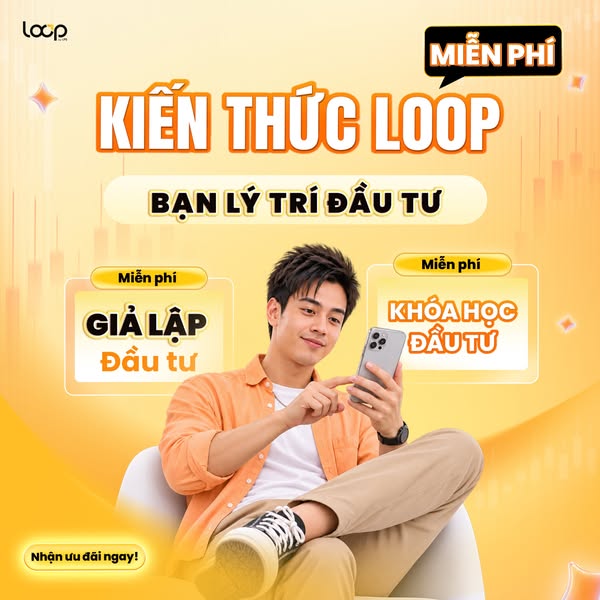 Loop
MIỄN PHÍ
KIẾN THỨC LOOP
BẠN LÝ TRÍ ĐẦU TƯ
Miễn phí
GIẢ LẬP
Đầu tư
Miễn phí
KHÓA HỌC
ĐẦU TƯ
Nhận ưu đãi ngay!